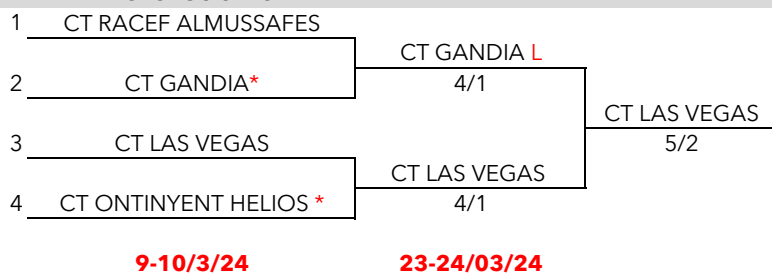 1 CT RACEF ALMUSSAFES
CT GANDIA L
2 CT GANDIA* 4/1
CT LAS VEGAS
3 CT LAS VEGAS 5/2
CT LAS VEGAS
4 CT ONTINYENT HELIOS * 4/1
9-10/3/24 23-24/03/24